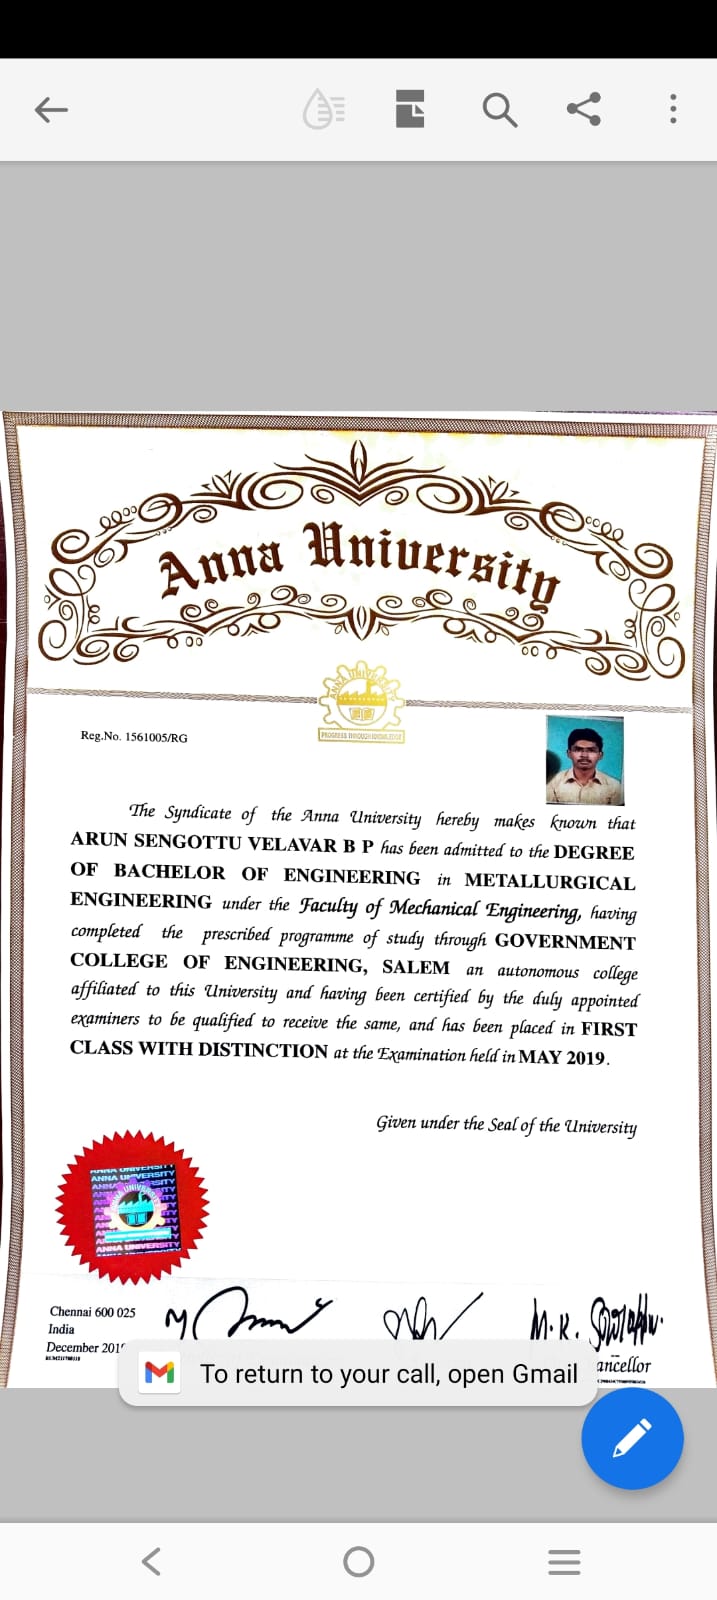 Anna University
ANNA UNIVERSITY
PROGRESS THROUGH KNOWLEDGE
Reg.No. 1561005/RG
The Syndicate of the Anna University hereby makes known that
ARUN SENGOTTU VELAVAR B P has been admitted to the DEGREE
OF BACHELOR OF ENGINEERING in METALLURGICAL
ENGINEERING under the Faculty of Mechanical Engineering, having
completed the prescribed programme of study through GOVERNMENT
COLLEGE OF ENGINEERING, SALEM an autonomous college
affiliated to this University and having been certified by the duly appointed
examiners to be qualified to receive the same, and has been placed in FIRST
CLASS WITH DISTINCTION at the Examination held in MAY 2019.
Given under the Seal of the University
ANNA UNIVERSITY
ANNA UNIVERSITY
Chennai 600 025
India
December 201
ancellor
To return to your call, open Gmail